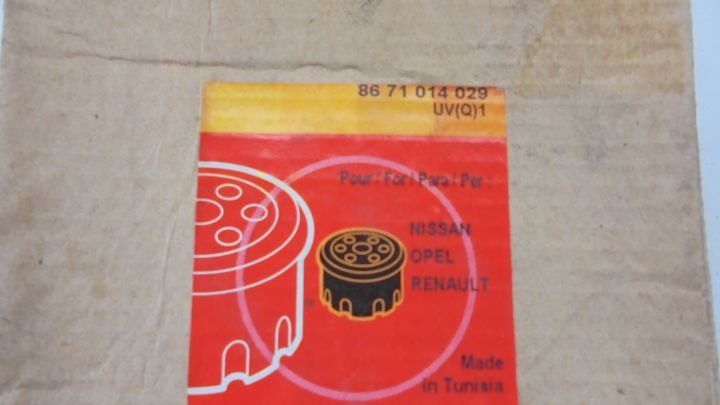 86 71 014 029
UV(Q)1
Pour / For / Para / Per :
NISSAN
OPEL
RENAULT
Made
in Tunisia